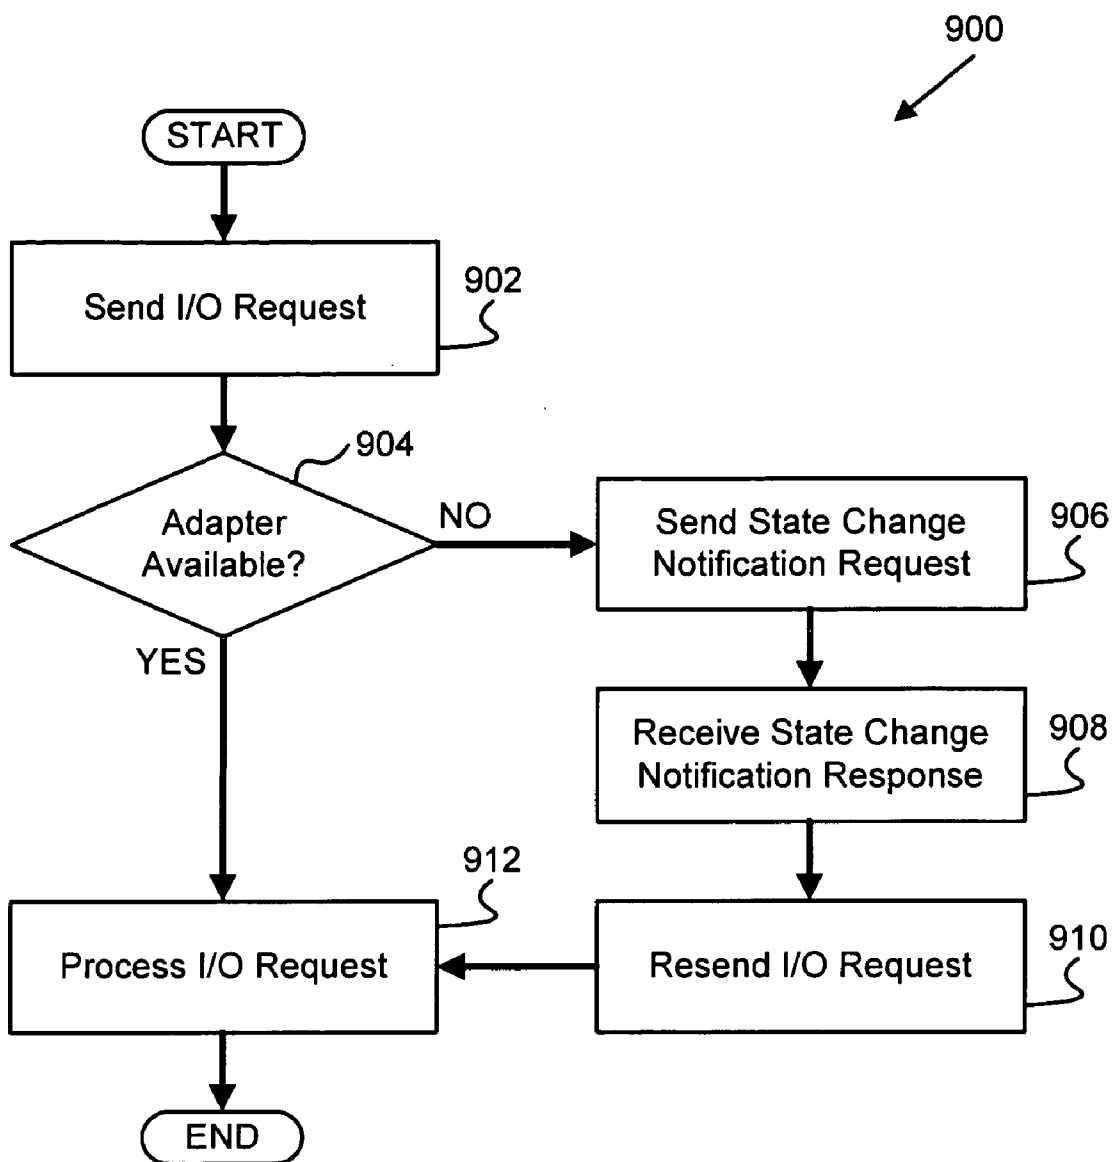 900
START
Send I/O Request
902
Adapter
Available?
904
NO
YES
Send State Change
Notification Request
906
Receive State Change
Notification Response
908
Resend I/O Request
910
Process I/O Request
912
END